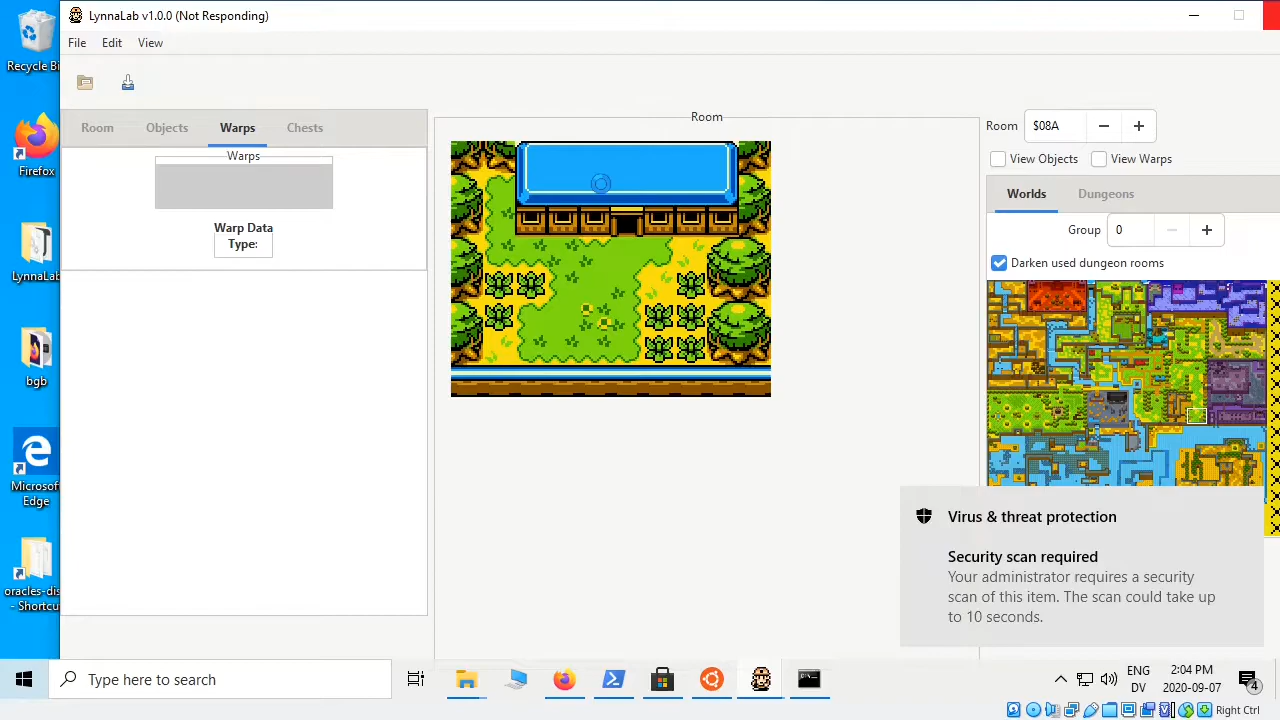 LynnaLab v1.0.0 (Not Responding)
File Edit View
Recycle Bi
Firefox
LynnaLab
bgb
Microsof
Edge
oracles-dis
- Shortcu
Room Objects Warps Chests
Warps
Warp Data
Type:
Room
Room $08A
View Objects View Warps
Worlds Dungeons
Group 0
Darken used dungeon rooms
Virus & threat protection
Security scan required
Your administrator requires a security
scan of this item. The scan could take up
to 10 seconds.
Type here to search
ENG
DV
2:04 PM
2020-09-07
4
Right Ctrl